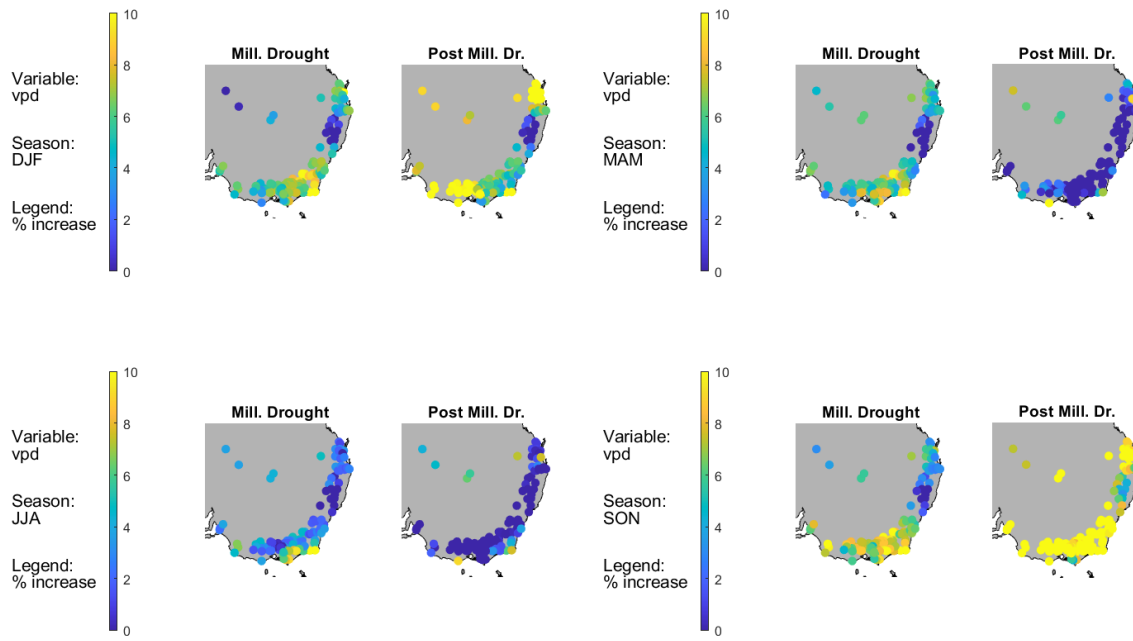 10
8
6
4
2
0
Variable:
vpd
Season:
DJF
Legend:
% increase
Mill. Drought
Post Mill. Dr.
10
8
6
4
2
0
Variable:
vpd
Season:
MAM
Legend:
% increase
Mill. Drought
Post Mill. Dr.
10
8
6
4
2
0
Variable:
vpd
Season:
JJA
Legend:
% increase
Mill. Drought
Post Mill. Dr.
10
8
6
4
2
0
Variable:
vpd
Season:
SON
Legend:
% increase
Mill. Drought
Post Mill. Dr.